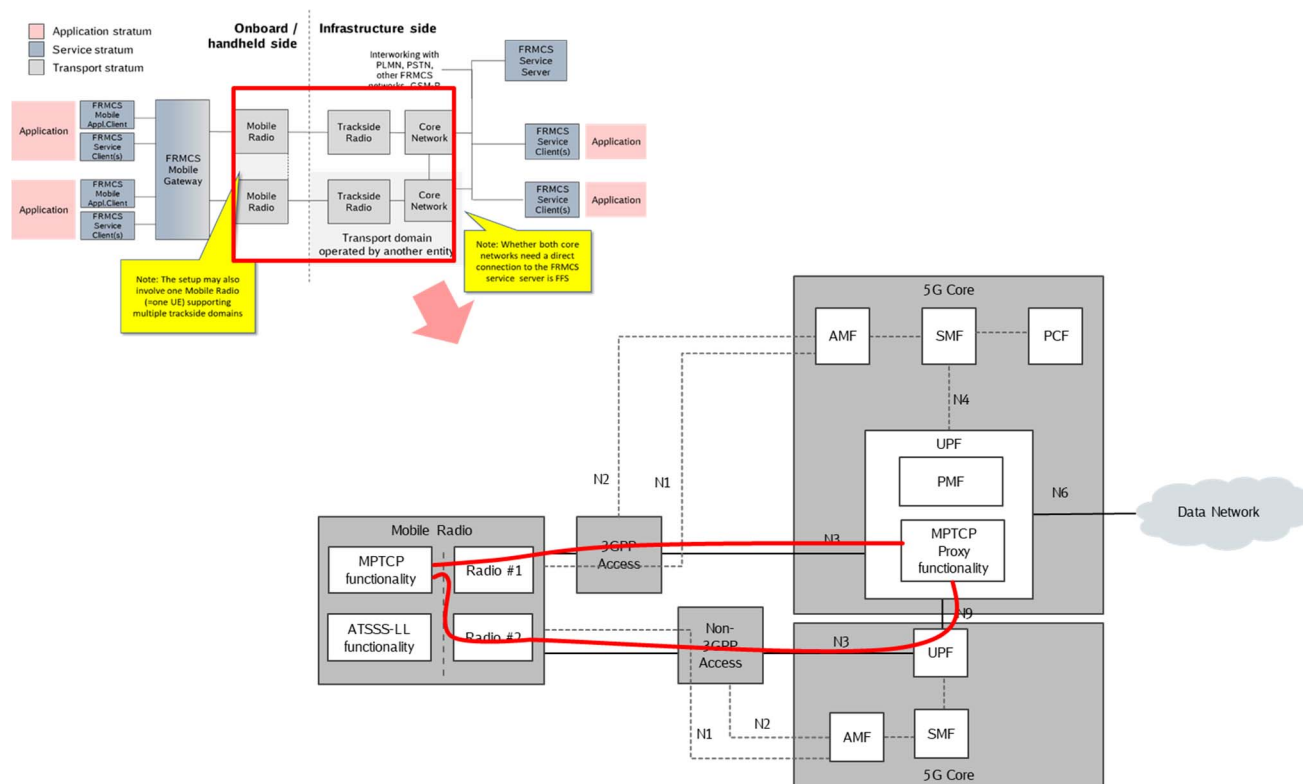 Application stratum
Service stratum
Transport stratum
Onboard /
handheld side
Infrastructure side
Interworking with
PLMN, PSTN,
other FRMCS
FRMCS
Service
Server
Application
FRMCS
Mobile
Appl.Client
FRMCS
Service
Client(s)
FRMCS
Mobile
Gateway
Mobile
Radio
Trackside
Radio
Core
Network
FRMCS
Service
Client(s)
Application
Application
FRMCS
Mobile
Appl.Client
FRMCS
Service
Client(s)
Mobile
Radio
Trackside
Radio
Core
Network
FRMCS
Service
Client(s)
Application
Transport domain
operated by another entity
Note: The setup may also
involve one Mobile Radio
(=one UE) supporting
multiple trackside domains
Note: Whether both core
networks need a direct
connection to the FRMCS
service server is FFS
5G Core
AMF
SMF
PCF
N4
UPF
PMF
MPTCP
Proxy
functionality
N2
N1
N6
Data Network
Mobile Radio
MPTCP
functionality
Radio #1
3GPP
Access
N3
ATSSS-LL
functionality
Radio #2
Non-
3GPP
Access
N3
N9
UPF
N1
N2
AMF
SMF
5G Core